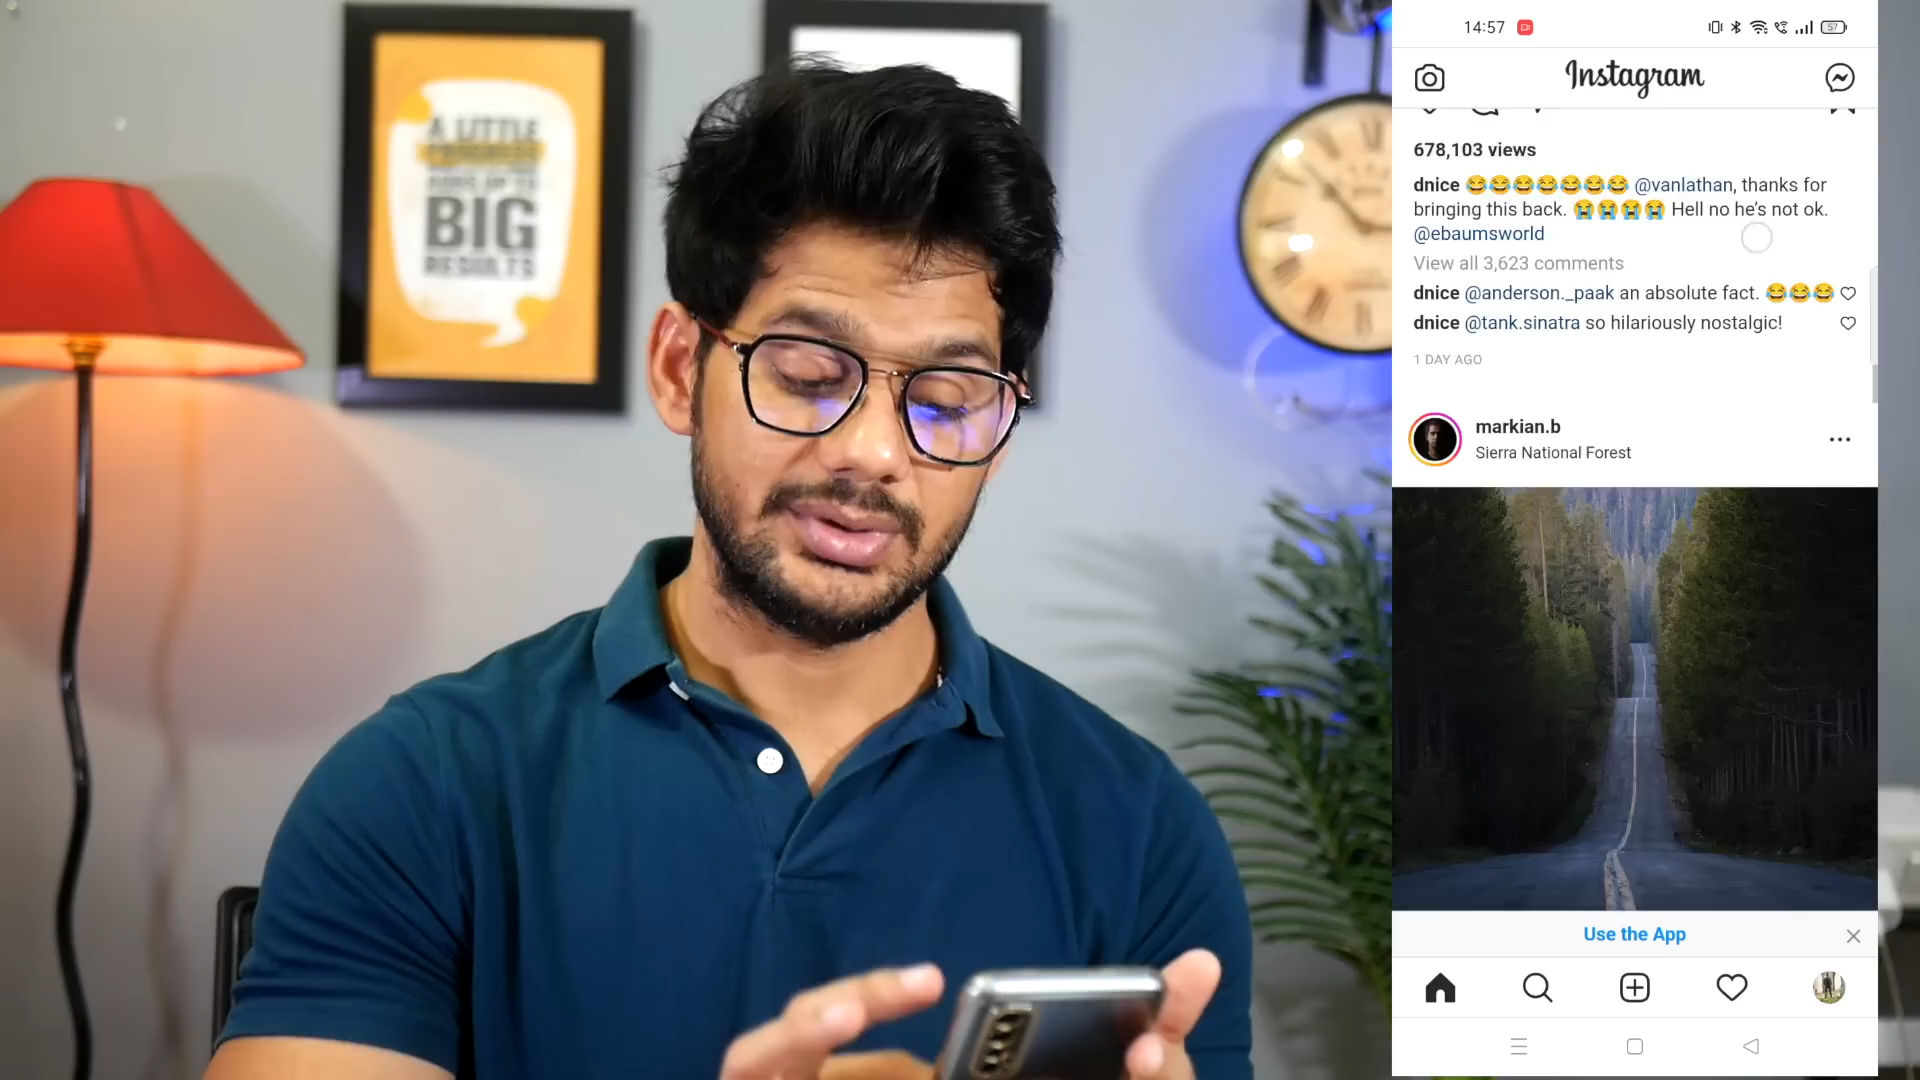 A LITTLE
BIG
RESULTS
14:57
57
Instagram
678,103 views
dnice 😂😂😂😂😂😂😂 @vanlathan, thanks for
bringing this back. 😭😭😭😭 Hell no he's not ok.
@ebaumsworld
View all 3,623 comments
dnice @anderson._paak an absolute fact. 😂😂😂
dnice @tank.sinatra so hilariously nostalgic!
1 DAY AGO
markian.b
Sierra National Forest
Use the App